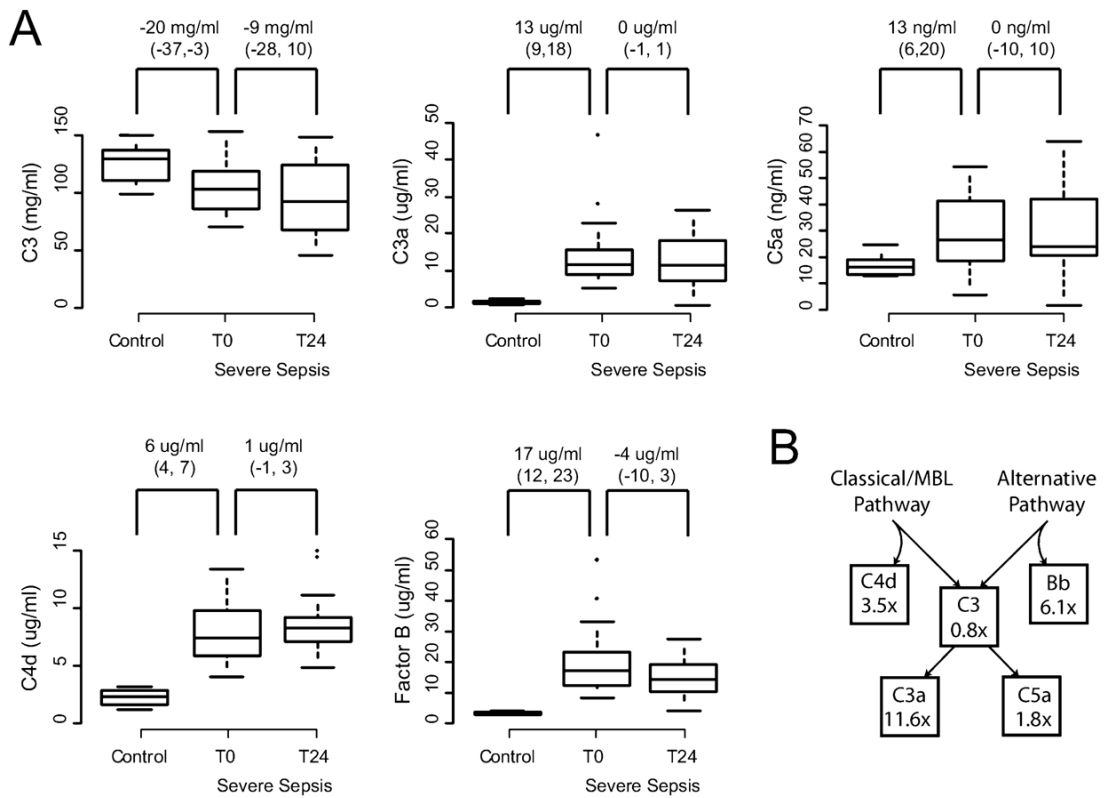 A
-20 mg/ml
(-37,-3)
-9 mg/ml
(-28, 10)
C3 (mg/ml)
150
100
50
0
Control
T0
T24
Severe Sepsis
13 ug/ml
(9,18)
0 ug/ml
(-1, 1)
C3a (ug/ml)
50
40
30
20
10
0
Control
T0
T24
Severe Sepsis
13 ng/ml
(6,20)
0 ng/ml
(-10, 10)
C5a (ng/ml)
70
60
50
40
30
20
10
0
Control
T0
T24
Severe Sepsis
6 ug/ml
(4, 7)
1 ug/ml
(-1, 3)
C4d (ug/ml)
15
10
5
0
Control
T0
T24
Severe Sepsis
17 ug/ml
(12, 23)
-4 ug/ml
(-10, 3)
Factor B (ug/ml)
60
50
40
30
20
10
0
Control
T0
T24
Severe Sepsis
B
Classical/MBL
Pathway
Alternative
Pathway
C4d
3.5x
C3
0.8x
Bb
6.1x
C3a
11.6x
C5a
1.8x